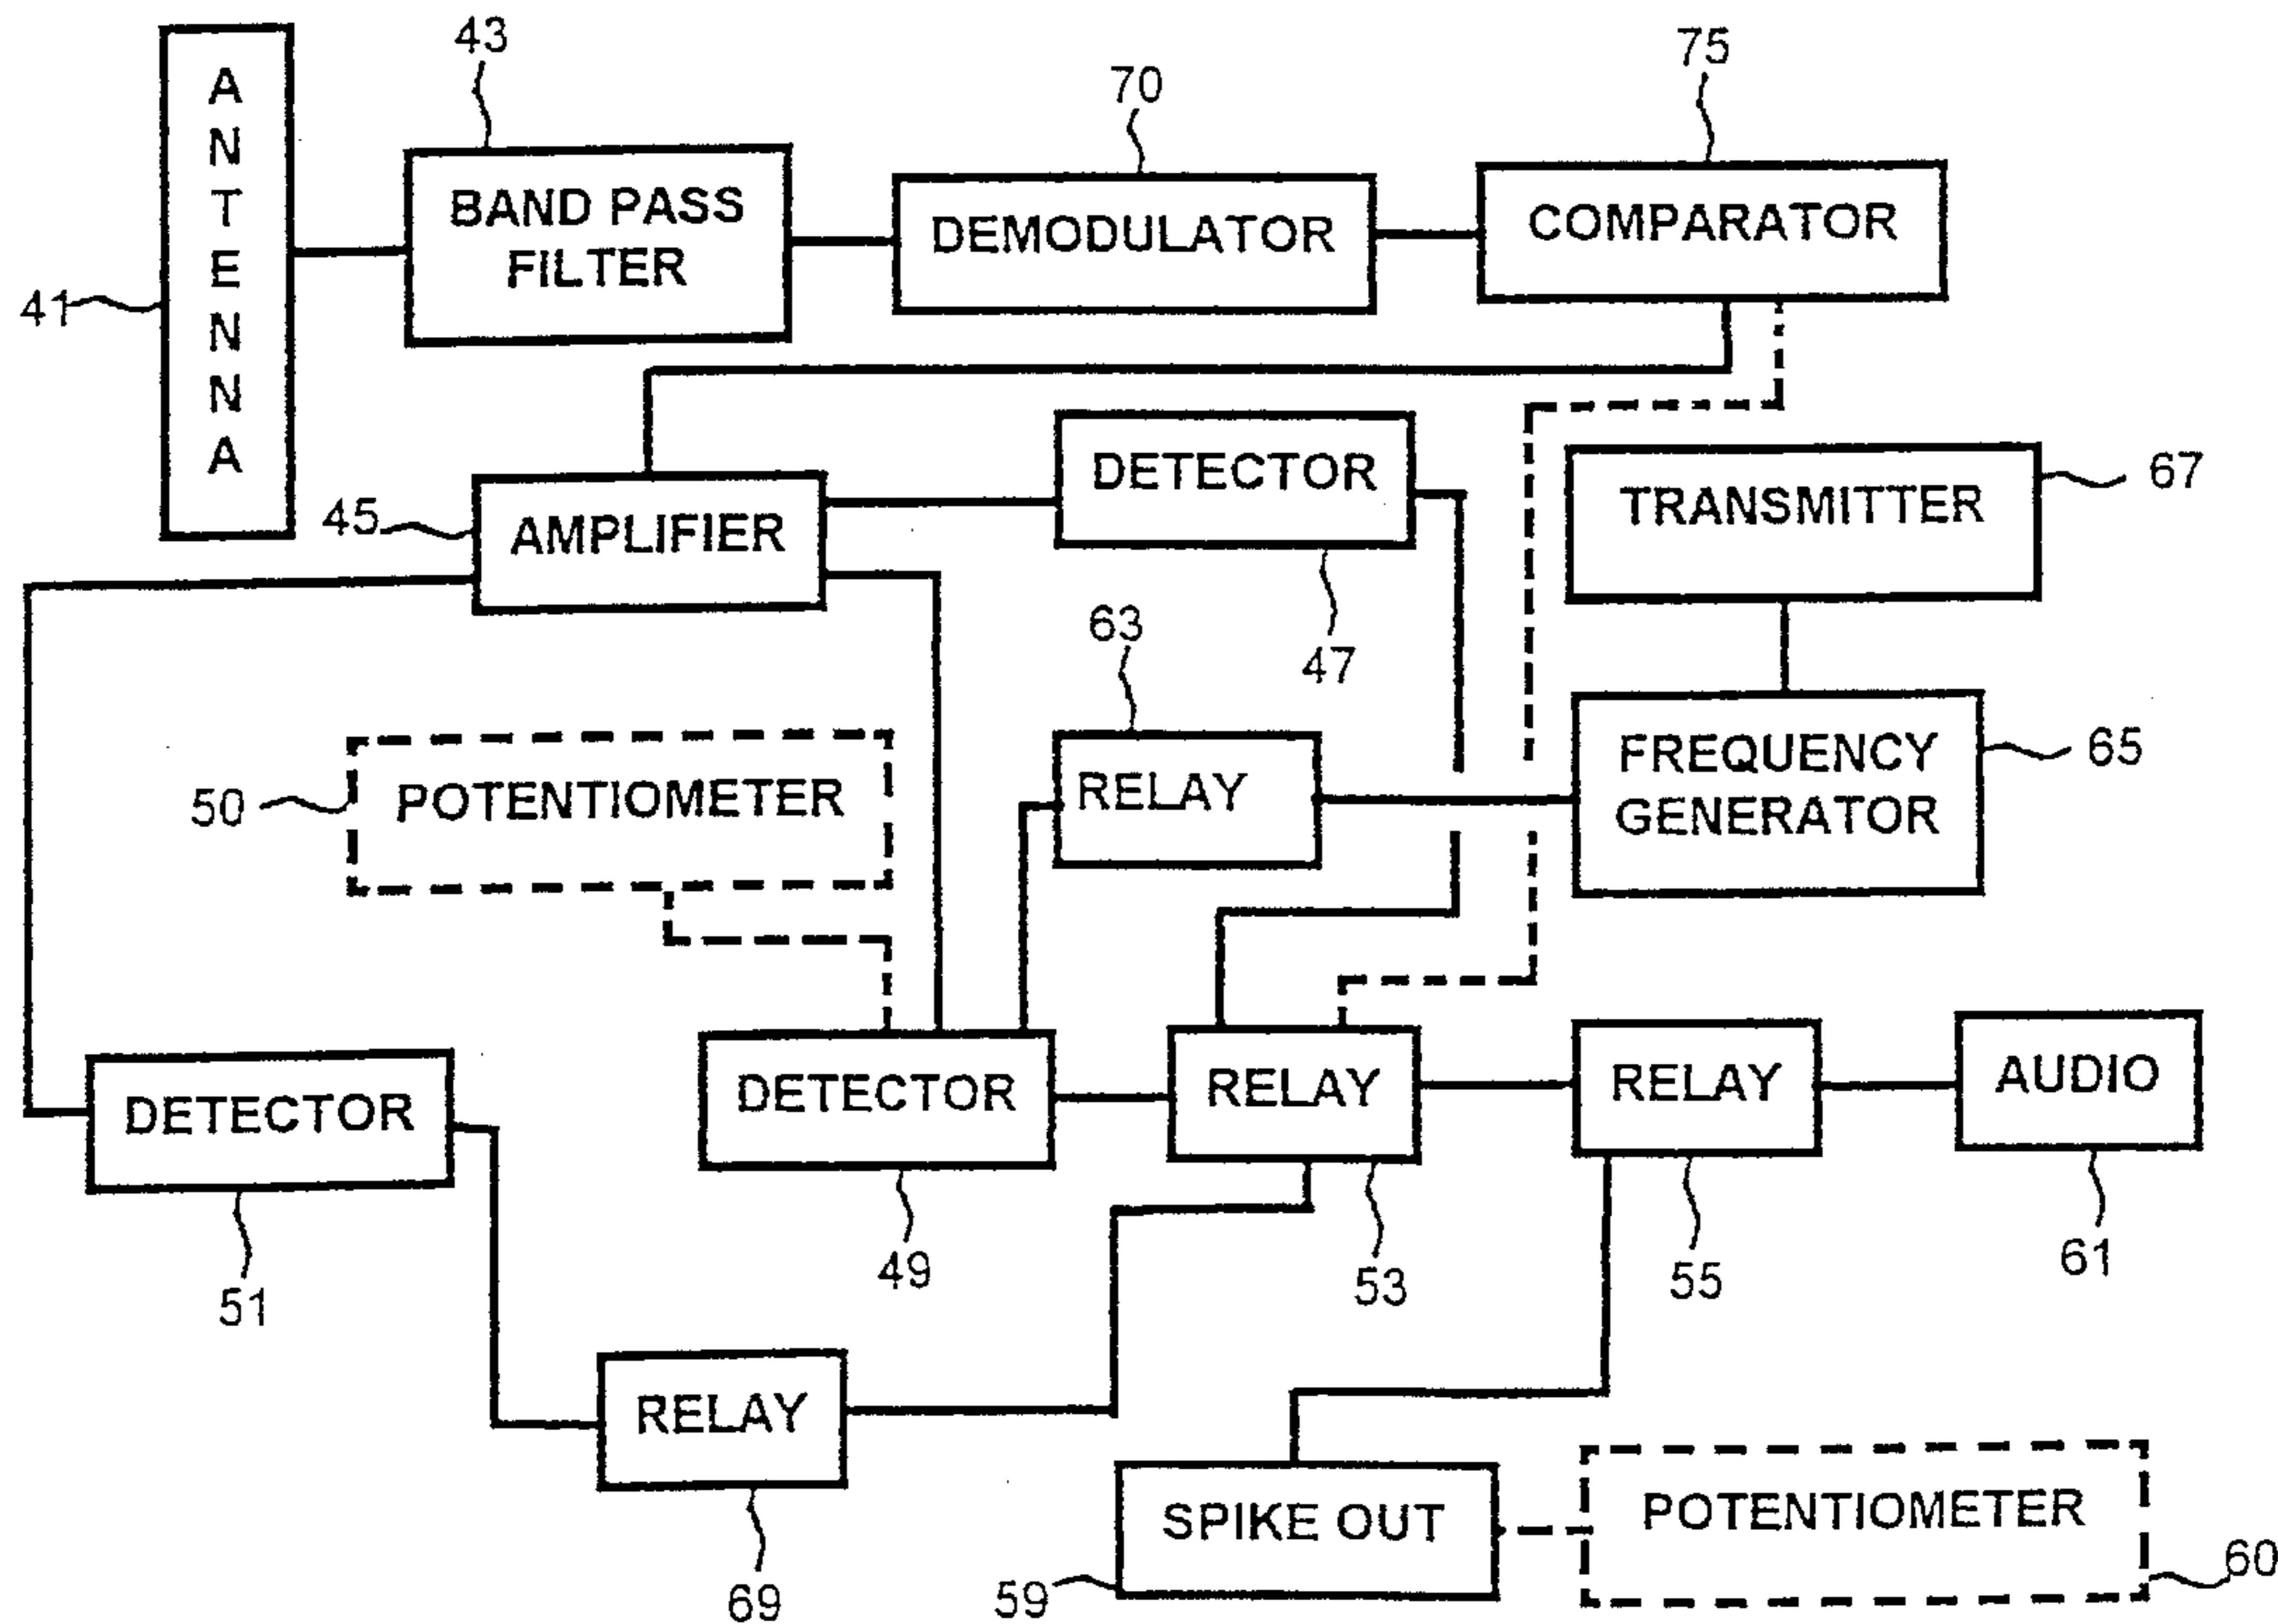 43
75
70
ANTENNA
BAND PASS
FILTER
DEMODULATOR
COMPARATOR
41
DETECTOR
67
TRANSMITTER
45
AMPLIFIER
63
47
50
POTENTIOMETER
RELAY
FREQUENCY
GENERATOR
65
DETECTOR
DETECTOR
RELAY
RELAY
AUDIO
51
49
53
55
61
RELAY
SPIKE OUT
POTENTIOMETER
69
59
60